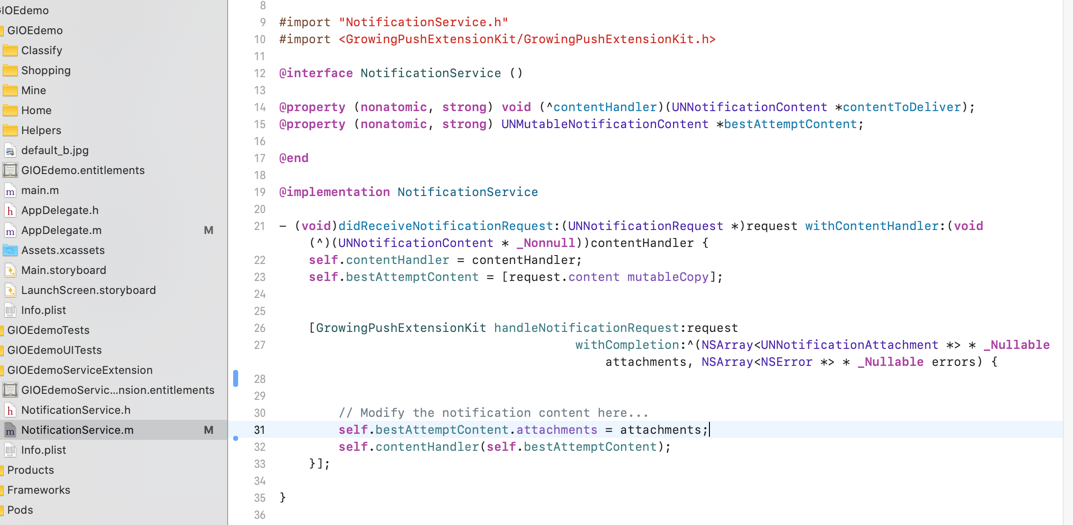 GIOEdemo
GIOEdemo
Classify
Shopping
Mine
Home
Helpers
default_b.jpg
GIOEdemo.entitlements
main.m
AppDelegate.h
AppDelegate.m M
Assets.xcassets
Main.storyboard
LaunchScreen.storyboard
Info.plist
GIOEdemoTests
GIOEdemoUITests
GIOEdemoServiceExtension
GIOEdemoServic...nsion.entitlements
NotificationService.h
NotificationService.m M
Info.plist
Products
Frameworks
Pods
8
9 #import "NotificationService.h"
10 #import <GrowingPushExtensionKit/GrowingPushExtensionKit.h>
11
12 @interface NotificationService ()
13
14 @property (nonatomic, strong) void (^contentHandler)(UNNotificationContent *contentToDeliver);
15 @property (nonatomic, strong) UNMutableNotificationContent *bestAttemptContent;
16
17 @end
18
19 @implementation NotificationService
20
21 - (void)didReceiveNotificationRequest:(UNNotificationRequest *)request withContentHandler:(void
(^)(UNNotificationContent * _Nonnull))contentHandler {
22 self.contentHandler = contentHandler;
23 self.bestAttemptContent = [request.content mutableCopy];
24
25
26 [GrowingPushExtensionKit handleNotificationRequest:request
27 withCompletion:^(NSArray<UNNotificationAttachment *> * _Nullable
attachments, NSArray<NSError *> * _Nullable errors) {
28
29
30 // Modify the notification content here...
31 self.bestAttemptContent.attachments = attachments;
32 self.contentHandler(self.bestAttemptContent);
33 }];
34
35 }
36